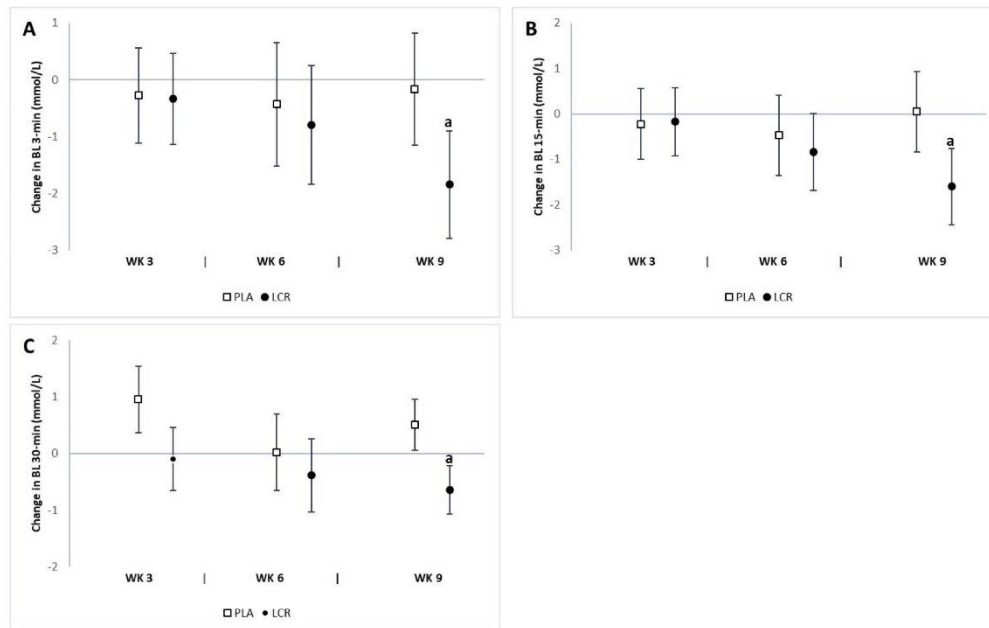 A
Change in BL 3-min (mmol/L)
1
0
-1
-2
-3
a
WK 3 | WK 6 | WK 9
PLA LCR
B
Change in BL 15-min (mmol/L)
2
1
0
-1
-2
-3
a
WK 3 | WK 6 | WK 9
PLA LCR
C
Change in BL 30-min (mmol/L)
2
1
0
-1
-2
a
WK 3 | WK 6 | WK 9
PLA LCR